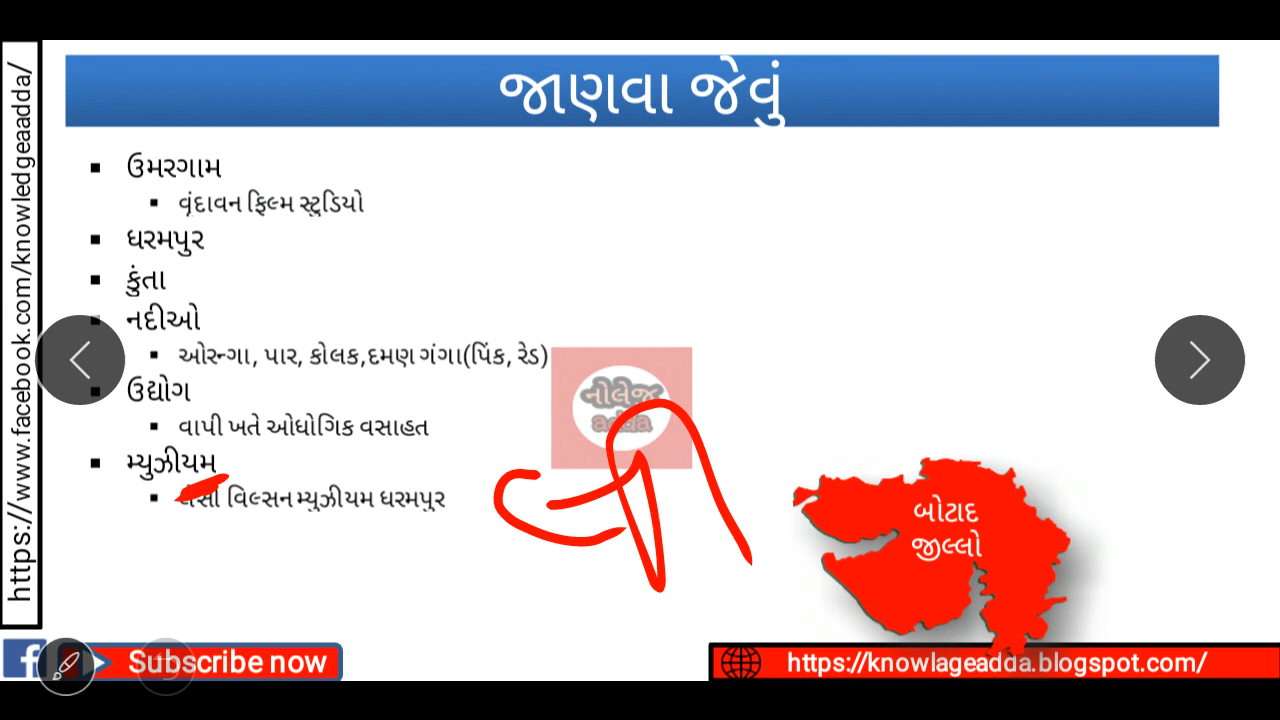 https://www.facebook.com/knowledgeaadda/
જાણવા જેવું
ઉમરગામ
વૃંદાવન ફિલ્મ સ્ટુડિયો
ધરમપુર
કુંતા
નદીઓ
ઓરન્ગા, પાર, કોલક,દમણ ગંગા(પિંક, રેડ)
ઉદ્યોગ
વાપી ખતે ઓધોગિક વસાહત
મ્યુઝીયમ
વિલ્સન મ્યુઝીયમ ધરમપુર
નોલેજ
adda
બોટાદ
જીલ્લો
Subscribe now
https://knowlageadda.blogspot.com/